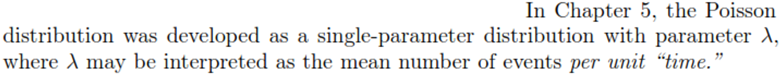 In Chapter 5, the Poisson
distribution was developed as a single-parameter distribution with parameter λ,
where λ may be interpreted as the mean number of events per unit “time.”